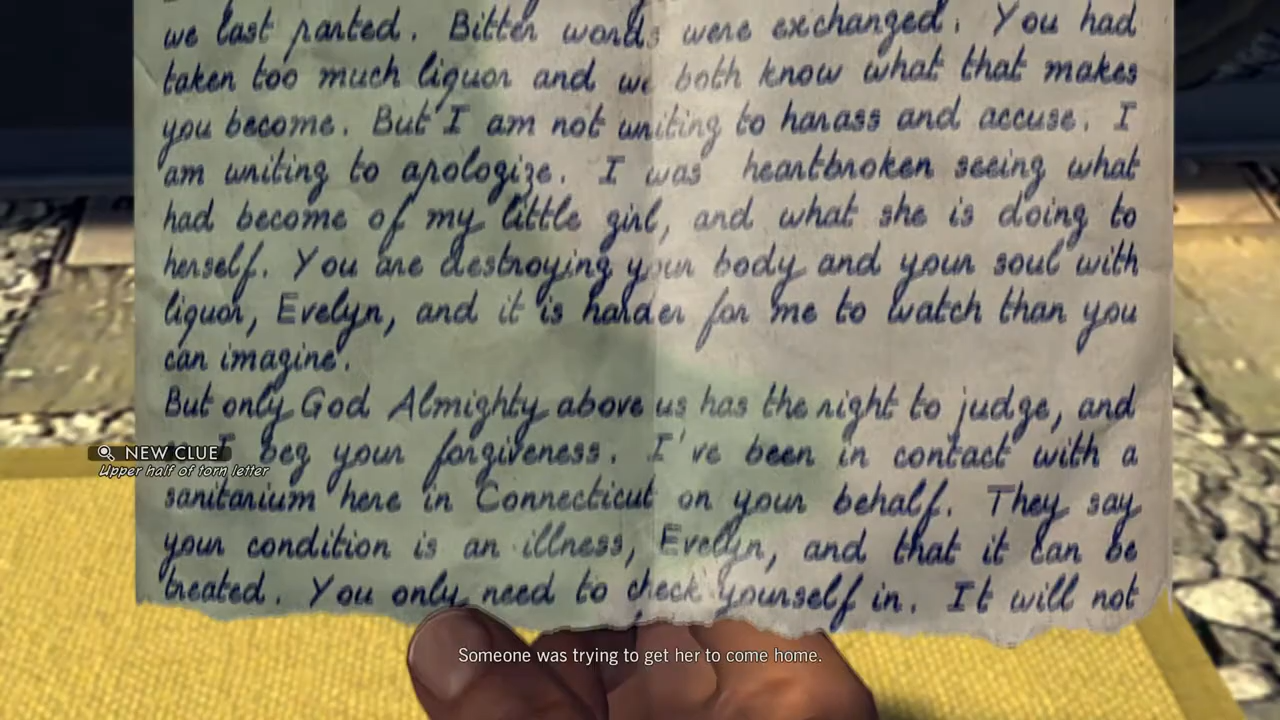 we last parted. Bitter words were exchanged. You had
taken too much liquor and we both know what that makes
you become. But I am not writing to harass and accuse. I
am writing to apologize. I was heartbroken seeing what
had become of my little girl, and what she is doing to
herself. You are destroying your body and your soul with
liquor, Evelyn, and it is harder for me to watch than you
can imagine.
But only God Almighty above us has the right to judge, and
I beg your forgiveness. I've been in contact with a
NEW CLUE
Upper half of torn letter
sanitarium here in Connecticut on your behalf. They say
your condition is an illness, Evelyn, and that it can be
treated. You only need to check yourself in. It will not
Someone was trying to get her to come home.